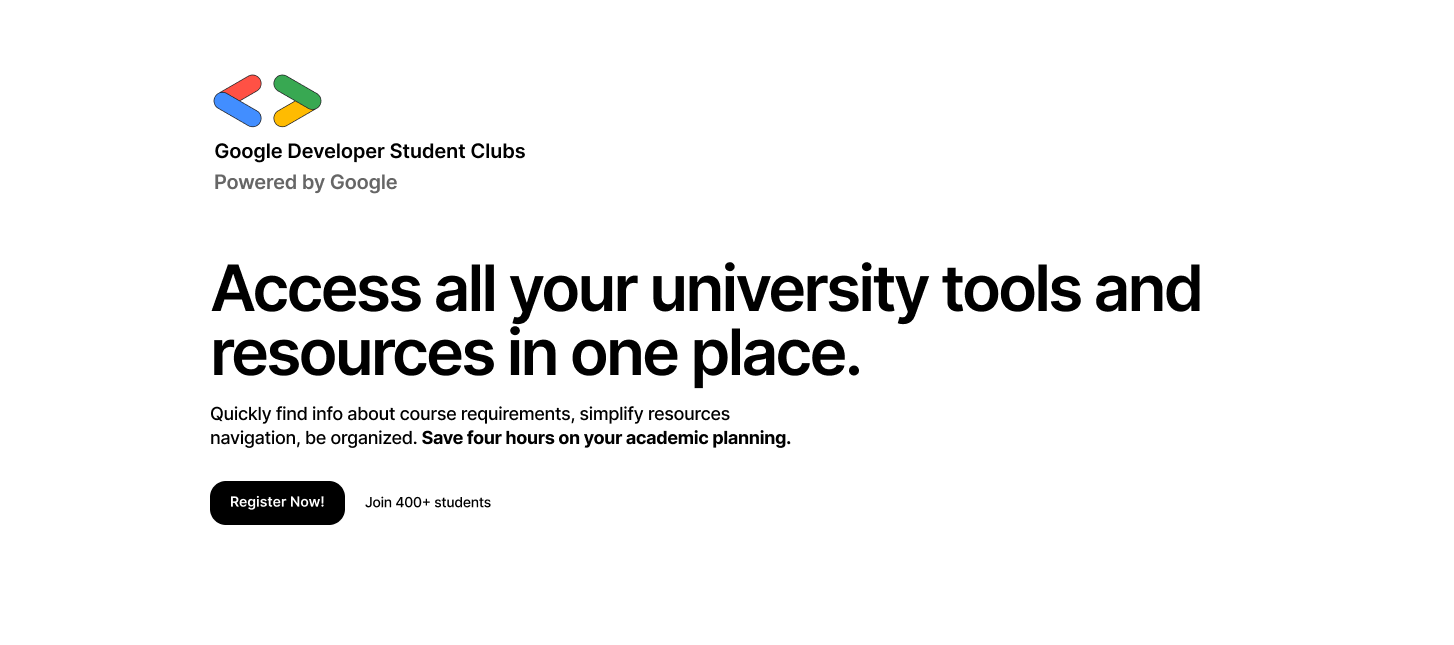 Google Developer Student Clubs
Powered by Google
Access all your university tools and
resources in one place.
Quickly find info about course requirements, simplify resources
navigation, be organized. Save four hours on your academic planning.
Register Now!
Join 400+ students